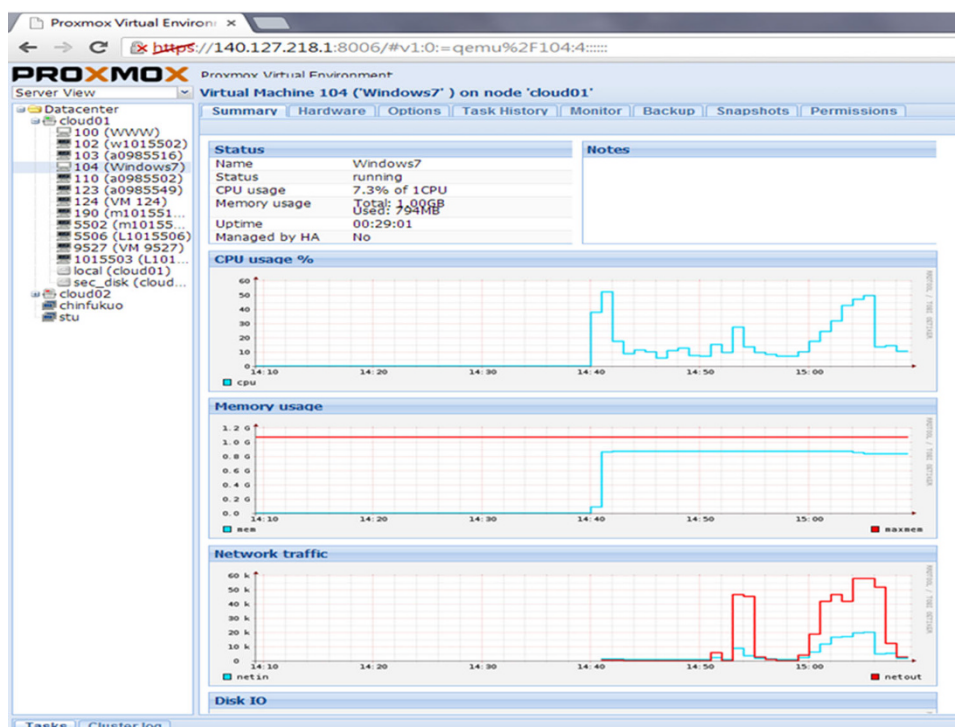 Proxmox Virtual Environ ×
https://140.127.218.1:8006/#v1:0:=qemu%2F104:4::::::
PROXMOX Proxmox Virtual Environment
Server View
Virtual Machine 104 ('Windows7' ) on node 'cloud01'
Summary Hardware Options Task History Monitor Backup Snapshots Permissions
Datacenter
cloud01
100 (WWW)
102 (w1015502)
103 (a0985516)
104 (Windows7)
110 (a0985502)
123 (a0985549)
124 (VM 124)
190 (m101551...
5502 (m10155...
5506 (L1015506)
9527 (VM 9527)
1015503 (L101...
local (cloud01)
sec_disk (cloud...
cloud02
chinfukuo
stu
Status
Name Windows7
Status running
CPU usage 7.3% of 1CPU
Memory usage Total: 1.00GB
Used: 794MB
Uptime 00:29:01
Managed by HA No
Notes
CPU usage %
60
50
40
30
20
10
0
14:10 14:20 14:30 14:40 14:50 15:00
cpu
RRDTOOL / TOBI OETIKER
Memory usage
1.2 G
1.0 G
0.8 G
0.6 G
0.4 G
0.2 G
0.0
14:10 14:20 14:30 14:40 14:50 15:00
mem maxmem
RRDTOOL / TOBI OETIKER
Network traffic
60 k
50 k
40 k
30 k
20 k
10 k
0
14:10 14:20 14:30 14:40 14:50 15:00
netin netout
RRDTOOL / TOBI OETIKER
Disk IO
Tasks Cluster log